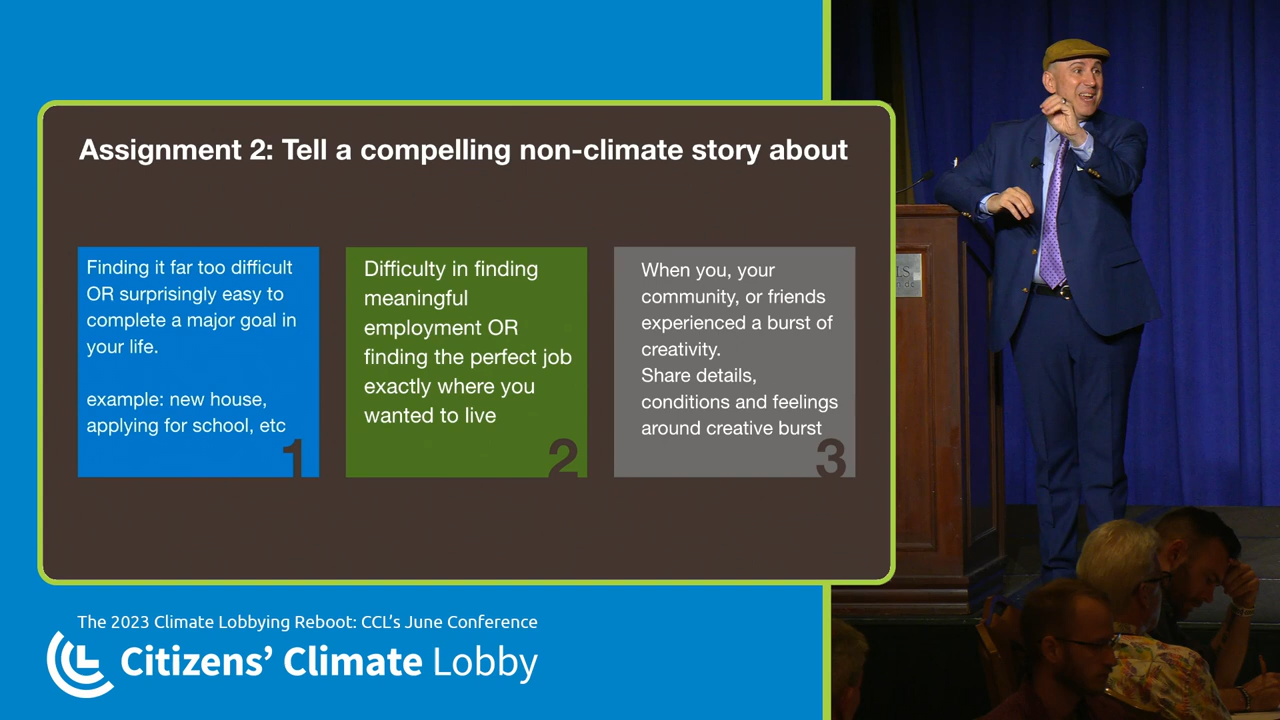 Assignment 2: Tell a compelling non-climate story about
Finding it far too difficult
OR surprisingly easy to
complete a major goal in
your life.
example: new house,
applying for school, etc
1
Difficulty in finding
meaningful
employment OR
finding the perfect job
exactly where you
wanted to live
2
When you, your
community, or friends
experienced a burst of
creativity.
Share details,
conditions and feelings
around creative burst
3
The 2023 Climate Lobbying Reboot: CCL's June Conference
Citizens' Climate Lobby